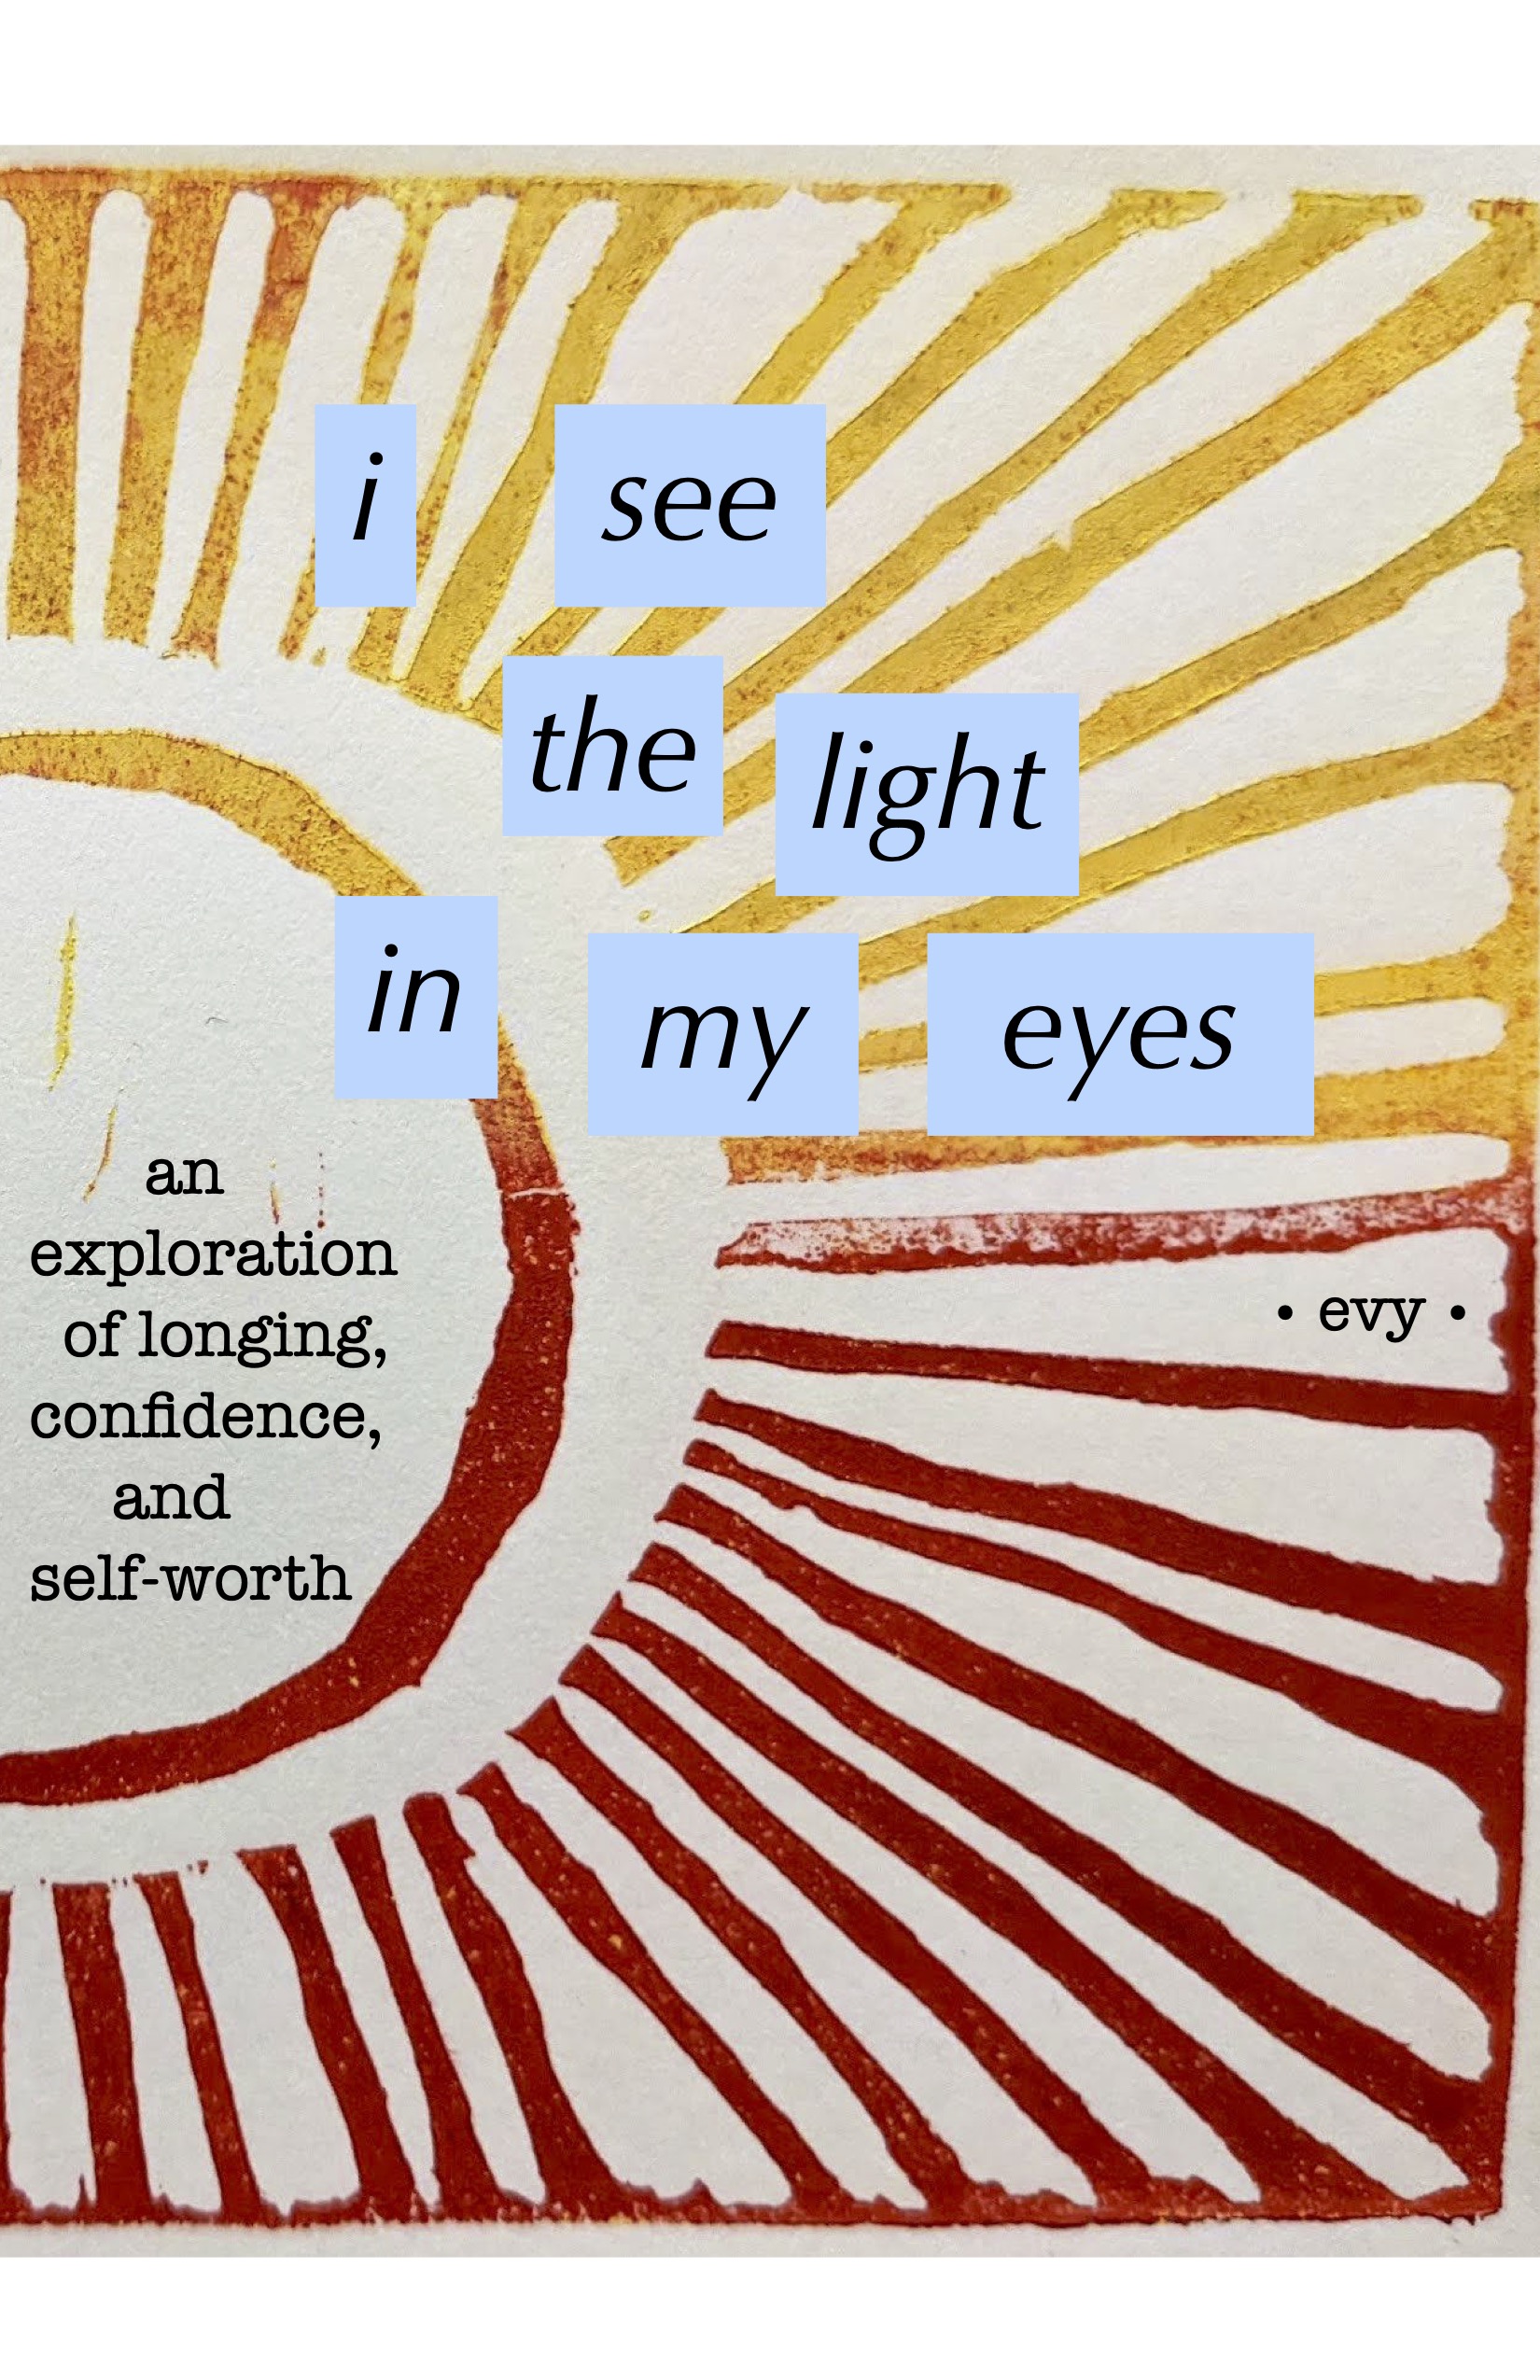 i see
the light
in my eyes
an
exploration
of longing,
confidence,
and
self-worth
• evy •